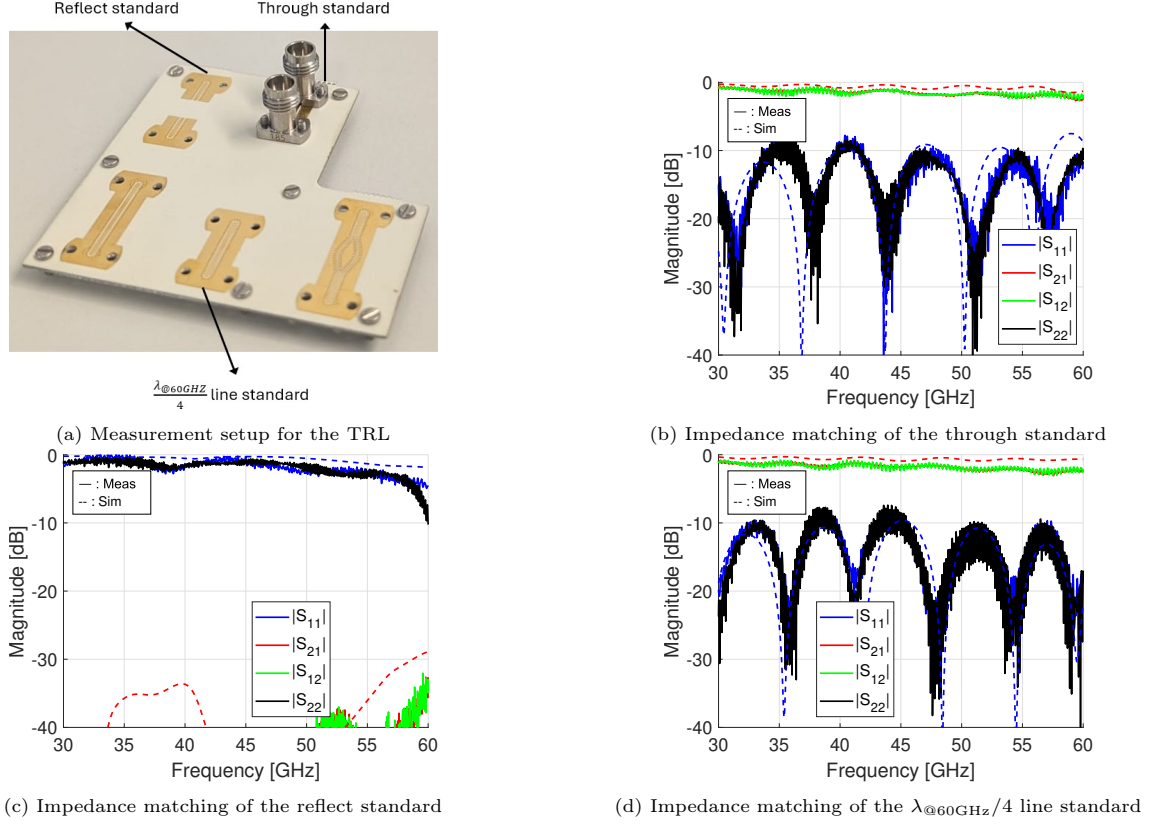 Reflect standard
Through standard
$\frac{\lambda_{@60GHZ}}{4}$ line standard
(a) Measurement setup for the TRL
0
-10
-20
-30
-40
Magnitude [dB]
— : Meas
-- : Sim
|S₁₁|
|S₂₁|
|S₁₂|
|S₂₂|
30 35 40 45 50 55 60
Frequency [GHz]
(b) Impedance matching of the through standard
0
-10
-20
-30
-40
Magnitude [dB]
— : Meas
-- : Sim
|S₁₁|
|S₂₁|
|S₁₂|
|S₂₂|
30 35 40 45 50 55 60
Frequency [GHz]
(c) Impedance matching of the reflect standard
0
-10
-20
-30
-40
Magnitude [dB]
— : Meas
-- : Sim
|S₁₁|
|S₂₁|
|S₁₂|
|S₂₂|
30 35 40 45 50 55 60
Frequency [GHz]
(d) Impedance matching of the $\lambda_{@60GHz}/4$ line standard